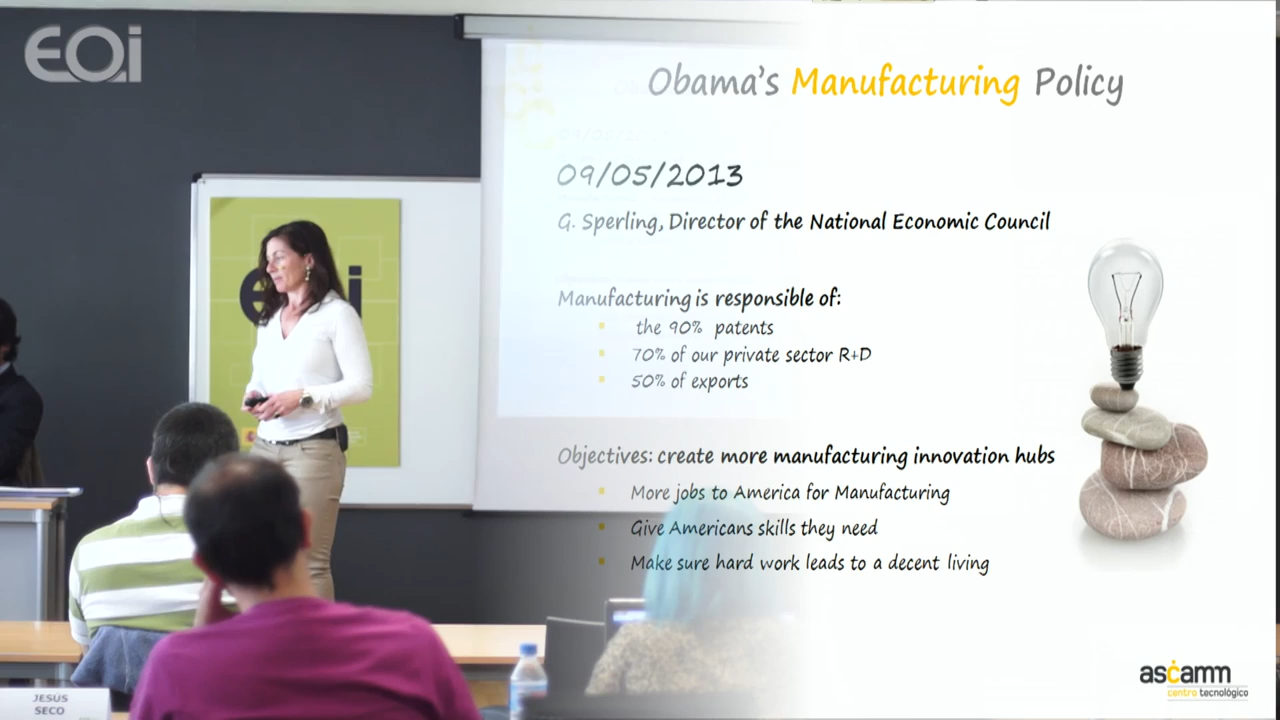 EOi
Obama's Manufacturing Policy
09/05/2013
G. Sperling, Director of the National Economic Council
Manufacturing is responsible of:
the 90% patents
70% of our private sector R+D
50% of exports
Objectives: create more manufacturing innovation hubs
More jobs to America for Manufacturing
Give Americans skills they need
Make sure hard work leads to a decent living
eoi
JESÚS
SECO
ascamm
centro tecnológico